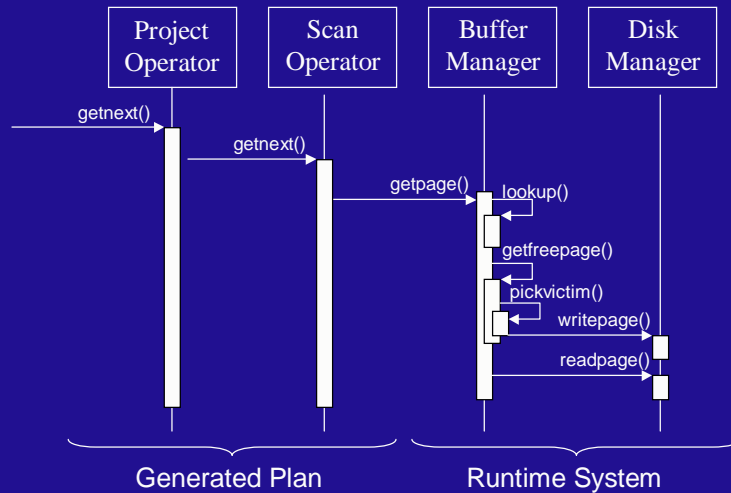 Project
Operator
Scan
Operator
Buffer
Manager
Disk
Manager
getnext()
getnext()
getpage()
lookup()
getfreepage()
pickvictim()
writepage()
readpage()
Generated Plan
Runtime System